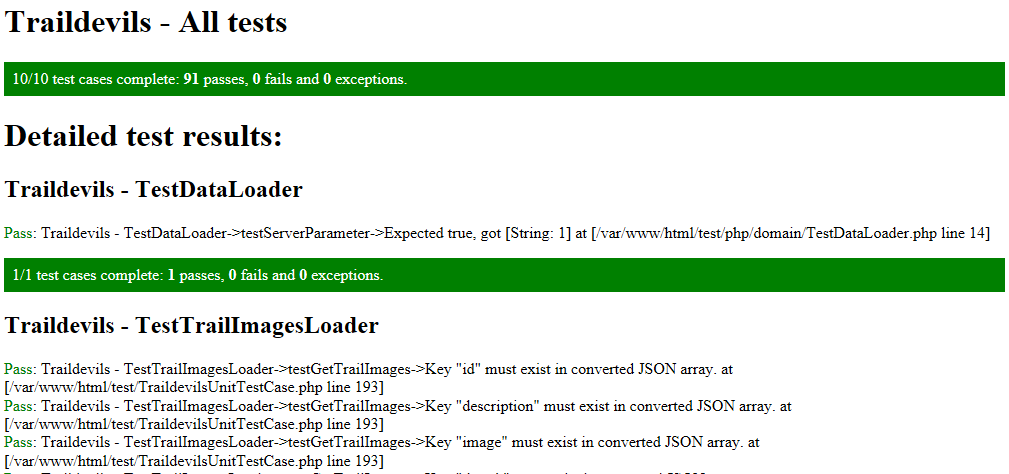 Traildevils - All tests
10/10 test cases complete: 91 passes, 0 fails and 0 exceptions.
Detailed test results:
Traildevils - TestDataLoader
Pass: Traildevils - TestDataLoader->testServerParameter->Expected true, got [String: 1] at [/var/www/html/test/php/domain/TestDataLoader.php line 14]
1/1 test cases complete: 1 passes, 0 fails and 0 exceptions.
Traildevils - TestTrailImagesLoader
Pass: Traildevils - TestTrailImagesLoader->testGetTrailImages->Key "id" must exist in converted JSON array. at
[/var/www/html/test/TraildevilsUnitTestCase.php line 193]
Pass: Traildevils - TestTrailImagesLoader->testGetTrailImages->Key "description" must exist in converted JSON array. at
[/var/www/html/test/TraildevilsUnitTestCase.php line 193]
Pass: Traildevils - TestTrailImagesLoader->testGetTrailImages->Key "image" must exist in converted JSON array. at
[/var/www/html/test/TraildevilsUnitTestCase.php line 193]